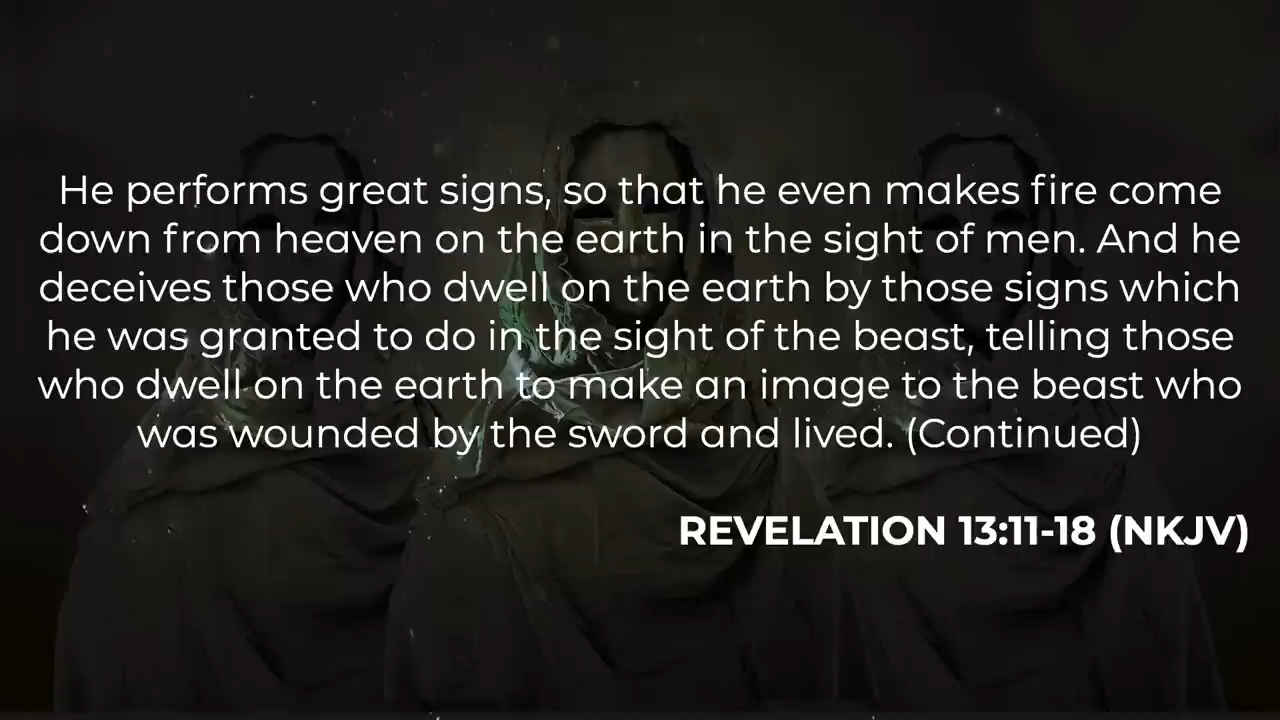 He performs great signs, so that he even makes fire come
down from heaven on the earth in the sight of men. And he
deceives those who dwell on the earth by those signs which
he was granted to do in the sight of the beast, telling those
who dwell on the earth to make an image to the beast who
was wounded by the sword and lived. (Continued)
REVELATION 13:11-18 (NKJV)